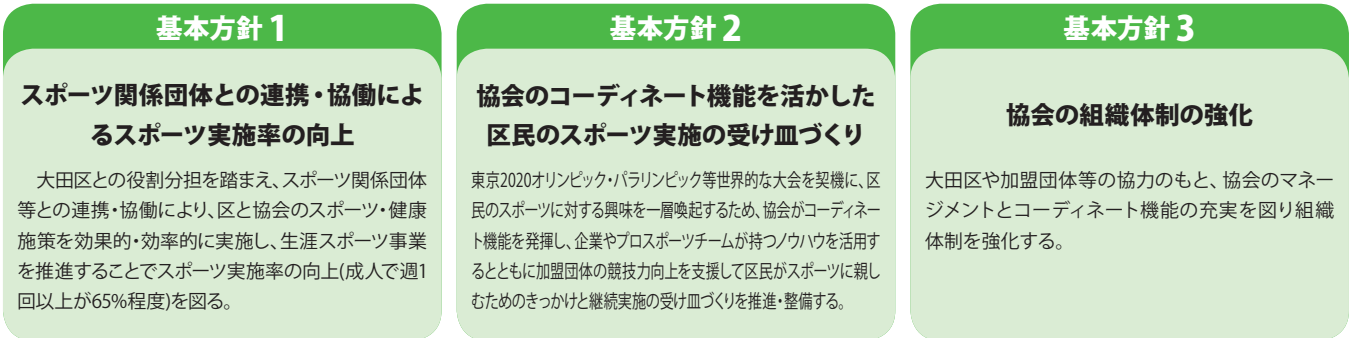 基本方針 1
スポーツ関係団体との連携・協働によ
るスポーツ実施率の向上
　大田区との役割分担を踏まえ、スポーツ関係団体
等との連携・協働により、区と協会のスポーツ・健康
施策を効果的・効率的に実施し、生涯スポーツ事業
を推進することでスポーツ実施率の向上(成人で週1
回以上が65%程度)を図る。
基本方針 2
協会のコーディネート機能を活かした
区民のスポーツ実施の受け皿づくり
東京2020オリンピック・パラリンピック等世界的な大会を契機に、区
民のスポーツに対する興味を一層喚起するため、協会がコーディネー
ト機能を発揮し、企業やプロスポーツチームが持つノウハウを活用す
るとともに加盟団体の競技力向上を支援して区民がスポーツに親し
むためのきっかけと継続実施の受け皿づくりを推進・整備する。
基本方針 3
協会の組織体制の強化
大田区や加盟団体等の協力のもと、協会のマネー
ジメントとコーディネート機能の充実を図り組織
体制を強化する。